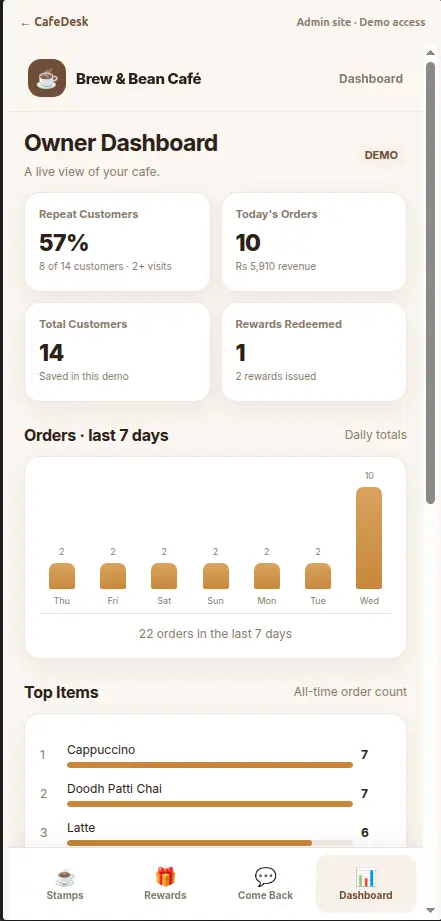 ← CafeDesk
Admin site · Demo access
Brew & Bean Café
Dashboard
Owner Dashboard
A live view of your cafe.
DEMO
Repeat Customers
57%
8 of 14 customers · 2+ visits
Today's Orders
10
Rs 5,910 revenue
Total Customers
14
Saved in this demo
Rewards Redeemed
1
2 rewards issued
Orders · last 7 days
Daily totals
2 2 2 2 2 2 10
Thu Fri Sat Sun Mon Tue Wed
22 orders in the last 7 days
Top Items
All-time order count
1 Cappuccino 7
2 Doodh Patti Chai 7
3 Latte 6
Stamps
Rewards
Come Back
Dashboard